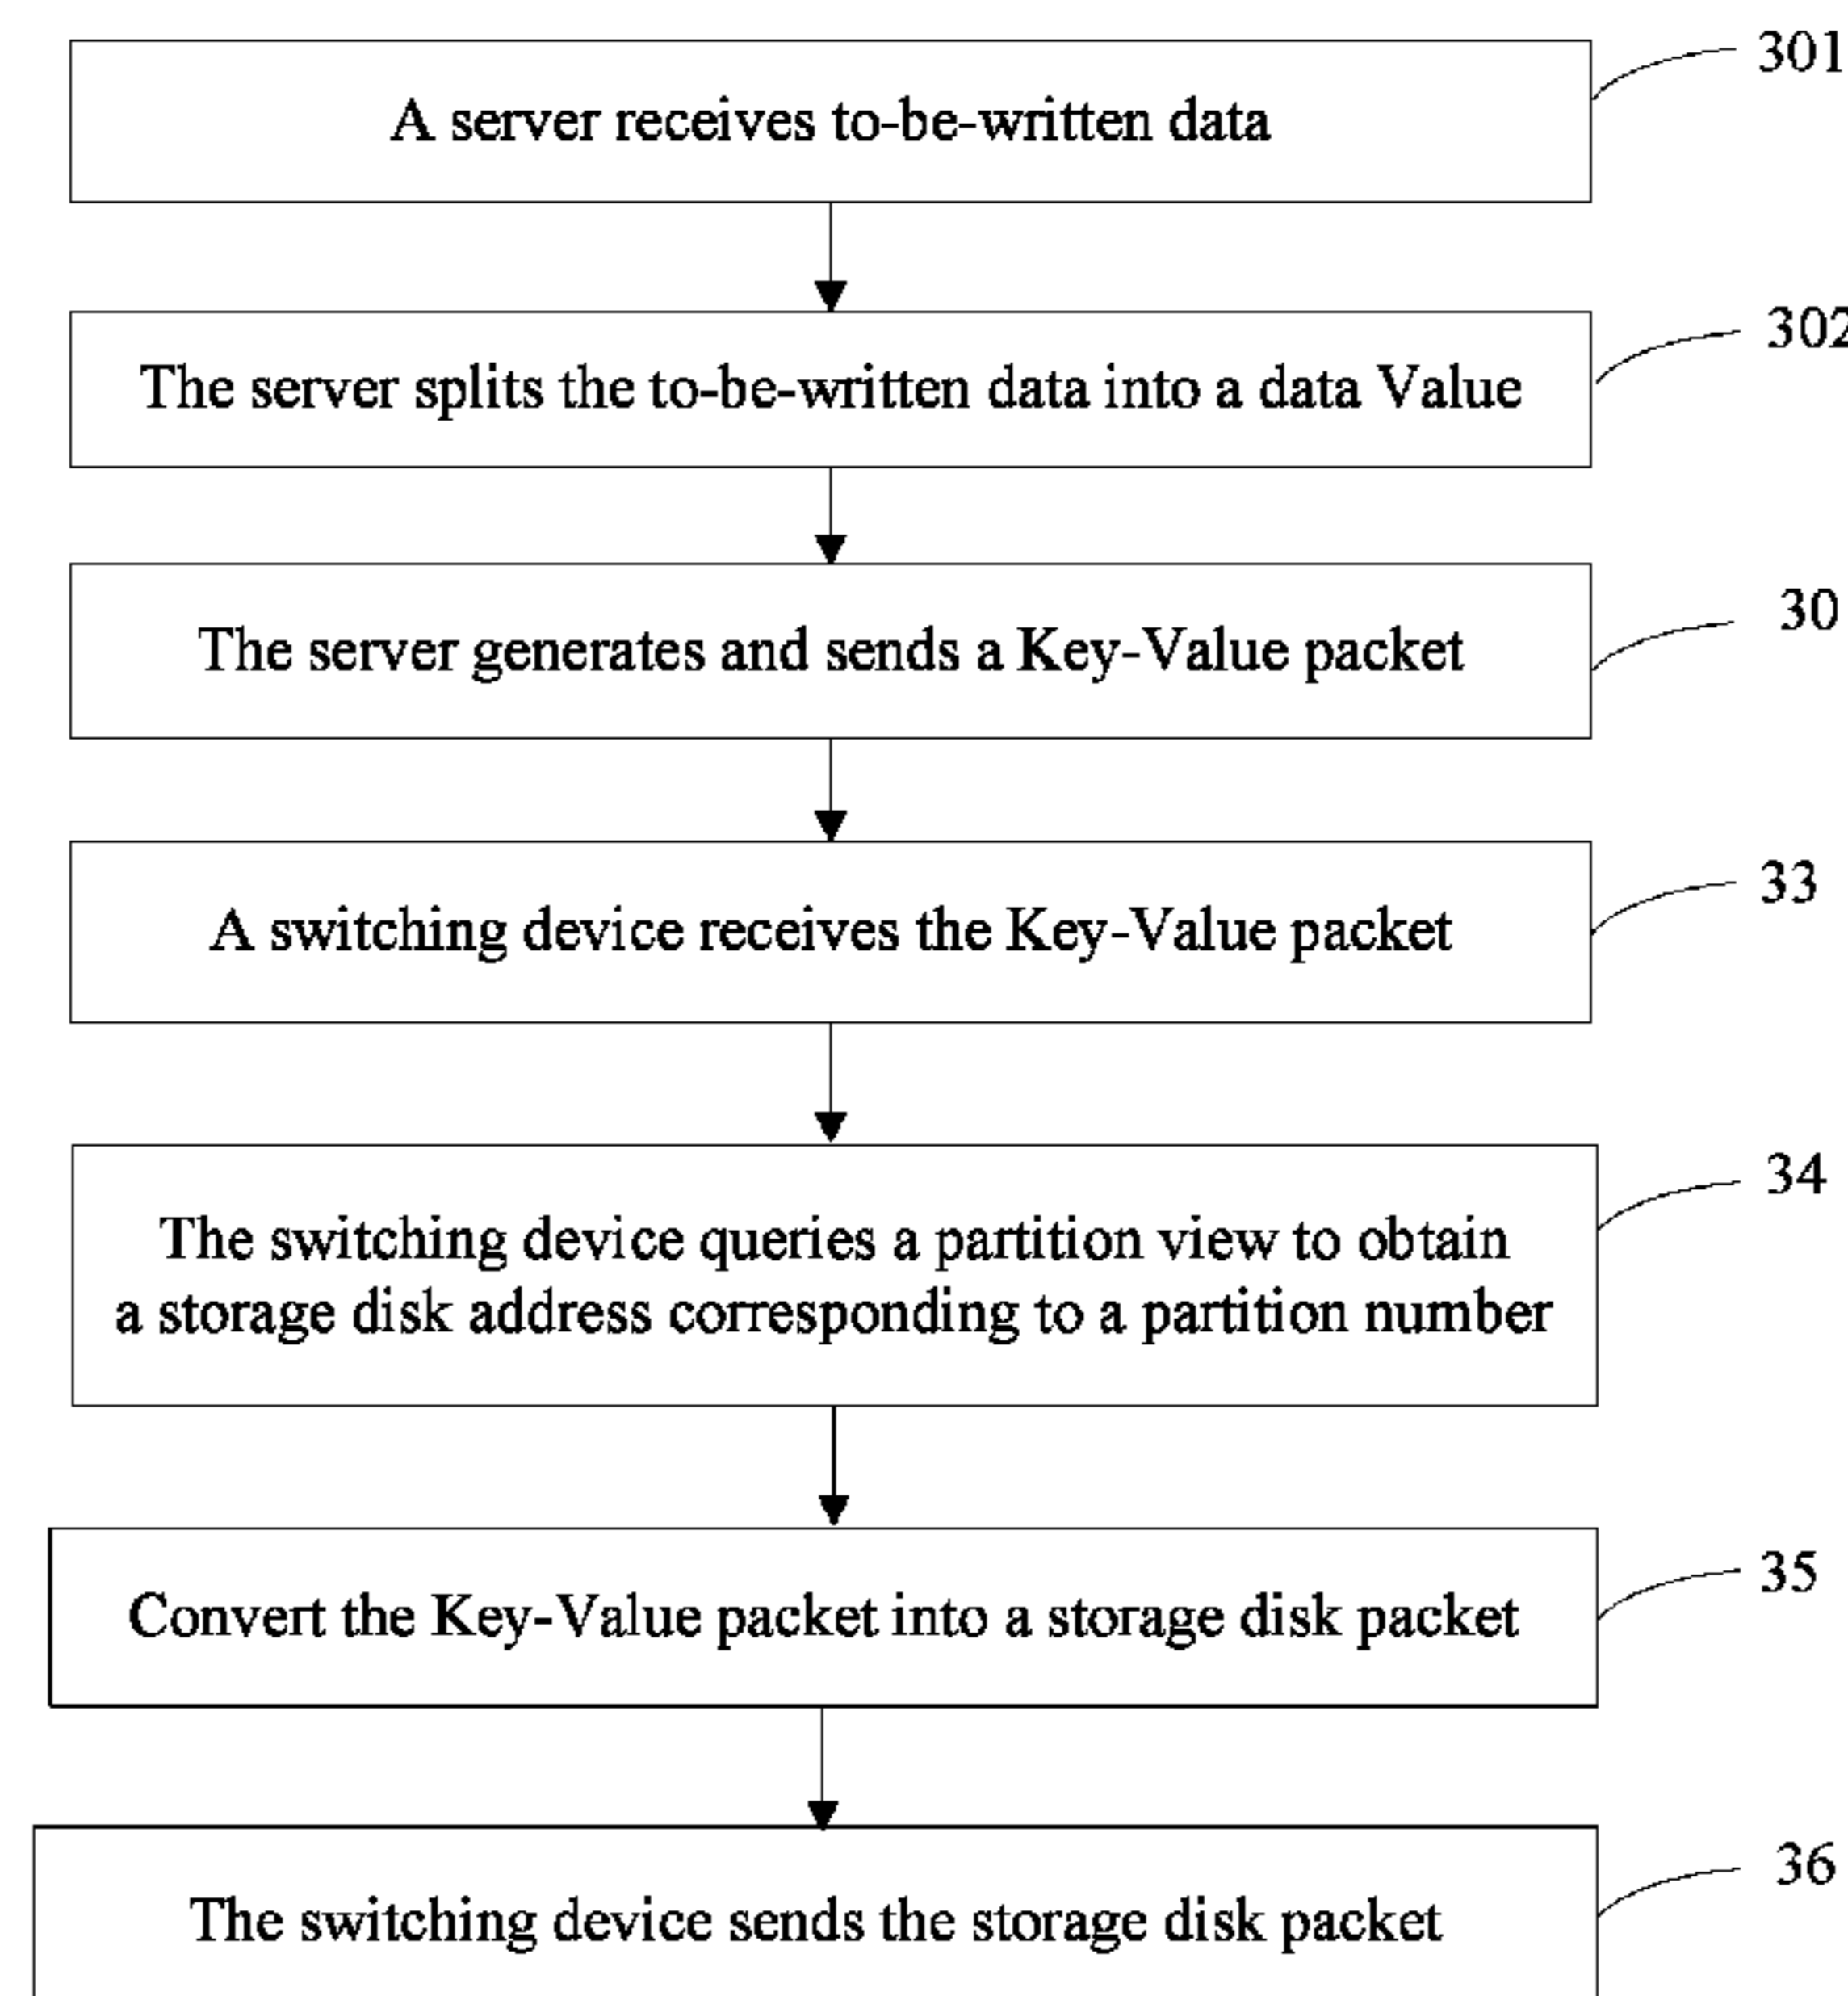 301
A server receives to-be-written data
302
The server splits the to-be-written data into a data Value
30
The server generates and sends a Key-Value packet
33
A switching device receives the Key-Value packet
34
The switching device queries a partition view to obtain
a storage disk address corresponding to a partition number
35
Convert the Key-Value packet into a storage disk packet
36
The switching device sends the storage disk packet